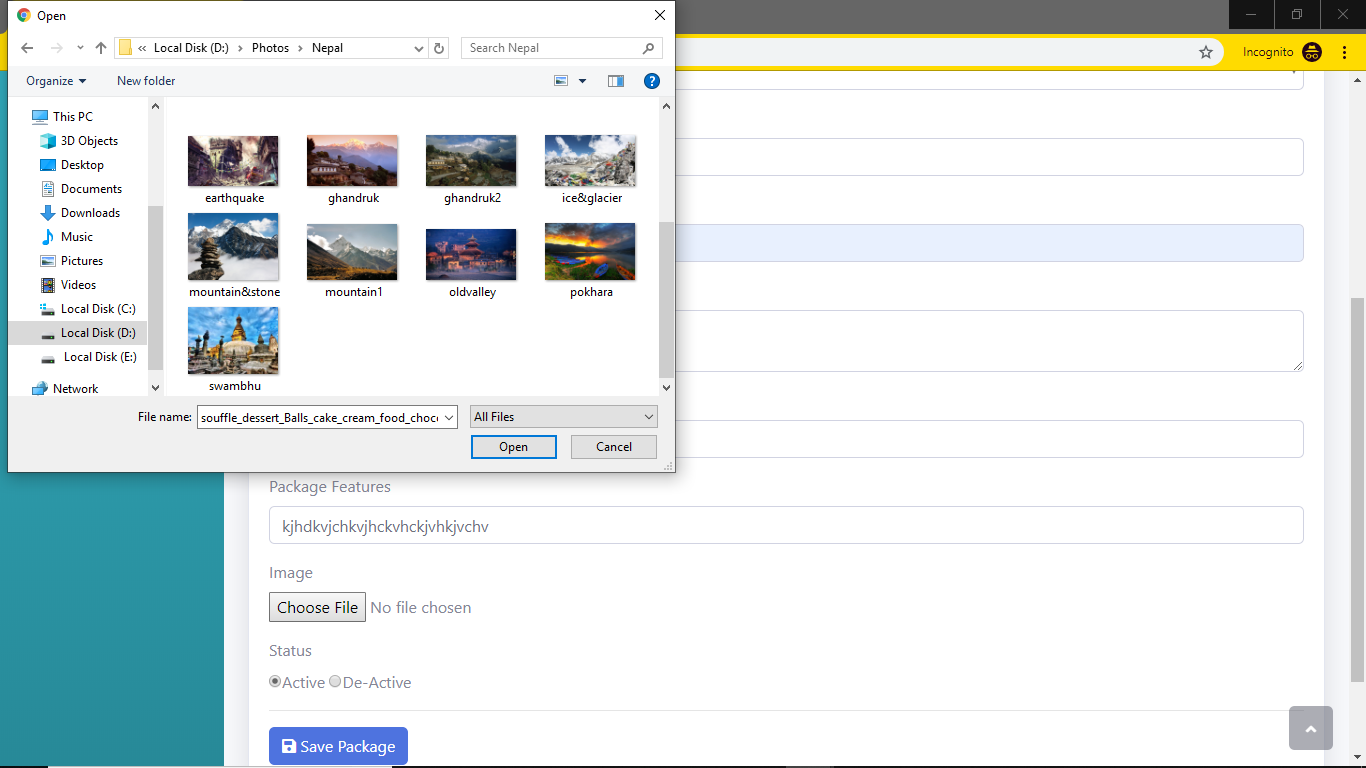 Open
Local Disk (D:) Photos Nepal
Search Nepal
Incognito
Organize New folder
This PC
3D Objects
Desktop
Documents
Downloads
Music
Pictures
Videos
Local Disk (C:)
Local Disk (D:)
Local Disk (E:)
Network
earthquake ghandruk ghandruk2 ice&glacier
mountain&stone mountain1 oldvalley pokhara
swambhu
File name: souffle_dessert_Balls_cake_cream_food_choc All Files
Open Cancel
Package Features
kjhdkvjchkvjhckvhckjvhkjvchv
Image
Choose File No file chosen
Status
Active De-Active
Save Package